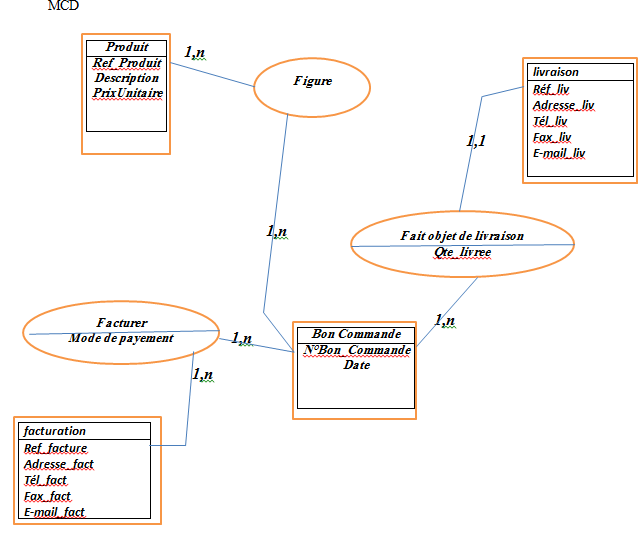 MCD
Produit
Ref_Produit
Description
PrixUnitaire
1,n
Figure
livraison
Réf_liv
Adresse_liv
Tél_liv
Fax_liv
E-mail_liv
1,1
1,n
Fait objet de livraison
Qte_livree
1,n
Facturer
Mode de payement
1,n
Bon Commande
N°Bon_Commande
Date
1,n
facturation
Ref_facture
Adresse_fact
Tél_fact
Fax_fact
E-mail_fact